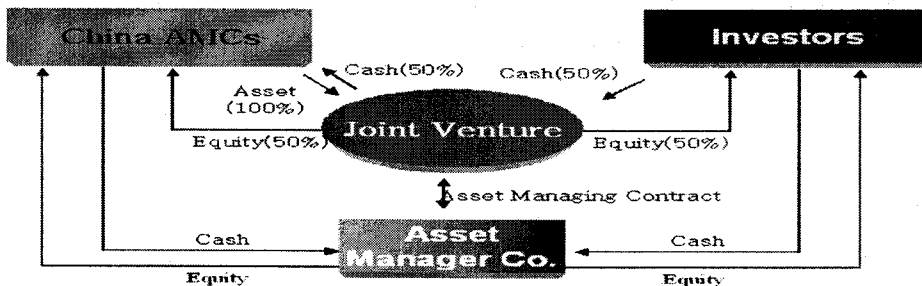 China AMCs
Investors
Cash(50%)
Cash(50%)
Asset
(100%)
Joint Venture
Equity(50%)
Equity(50%)
Asset Managing Contract
Cash
Asset
Manager Co.
Cash
Equity
Equity